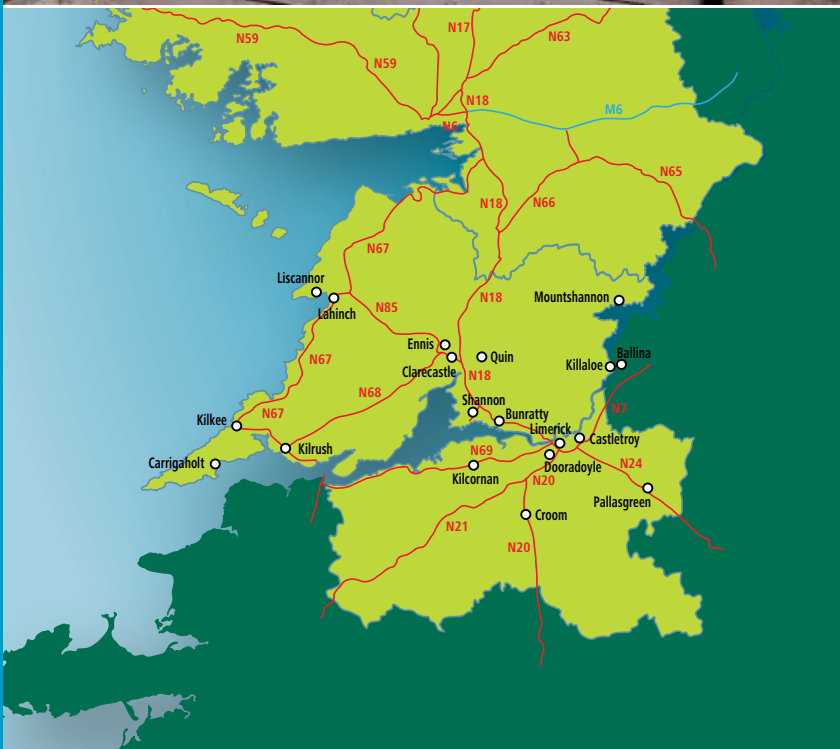 N17
N63
N59
N59
N18
M6
N6
N65
N18
N66
N67
Liscannor
Lahinch
N85
N18
Mountshannon
Ennis
Quin
Clarecastle
Killaloe
Ballina
N67
N18
N68
Shannon
Bunratty
N7
N67
Kilkee
Limerick
Castletroy
Kilrush
N69
Carrigaholt
Kilcornan
Dooradoyle
N24
N20
Pallasgreen
Croom
N21
N20